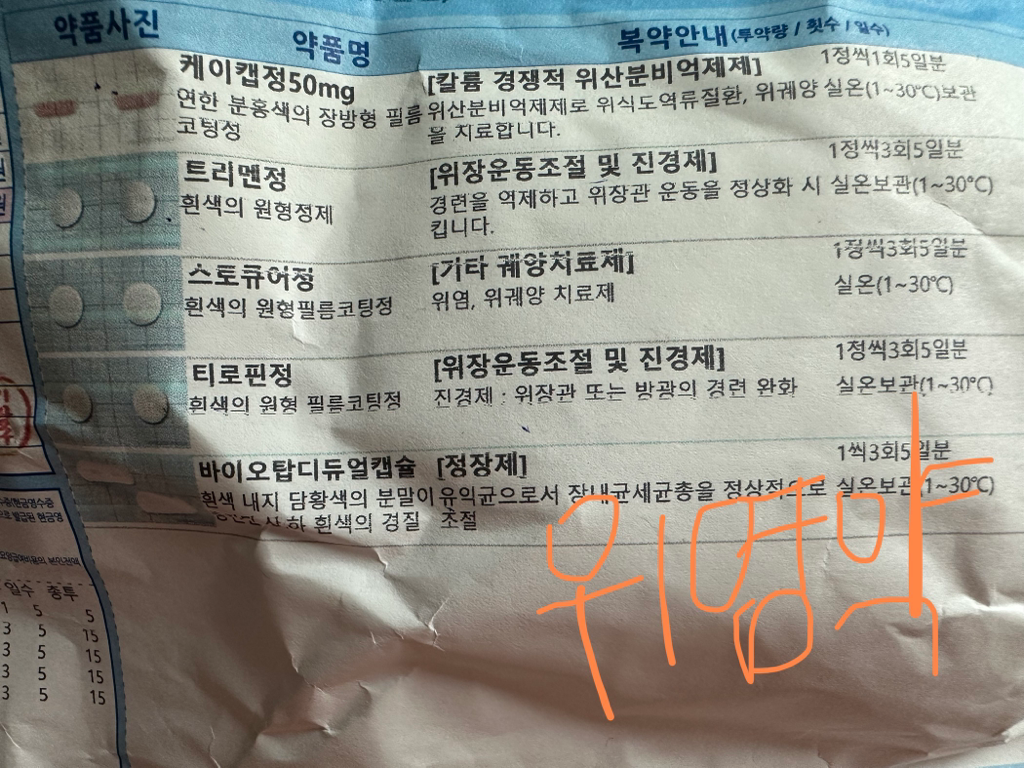 약품사진 약품명 복약안내 (투약량 / 횟수 / 일수)
케이캡정50mg [칼륨 경쟁적 위산분비억제제] 1정씩1회5일분
연한 분홍색의 장방형 필름 위산분비억제제로 위식도역류질환, 위궤양 실온(1~30℃)보관
코팅정 을 치료합니다.
트리멘정 [위장운동조절 및 진경제] 1정씩3회5일분
흰색의 원형정제 경련을 억제하고 위장관 운동을 정상화 시 실온보관(1~30℃)
킵니다.
스토큐어정 [기타 궤양치료제] 1정씩3회5일분
흰색의 원형필름코팅정 위염, 위궤양 치료제 실온(1~30℃)
티로핀정 [위장운동조절 및 진경제] 1정씩3회5일분
흰색의 원형 필름코팅정 진경제 : 위장관 또는 방광의 경련 완화 실온보관(1~30℃)
바이오탑디듀얼캡슐 [정장제] 1씩3회5일분
흰색 내지 담황색의 분말이 유익균으로서 장내균세균총을 정상적으로 실온보관(1~30℃)
상하 흰색의 경질 조절
위염약
일수 총투
1 5 5
3 5 15
3 5 15
3 5 15
3 5 15